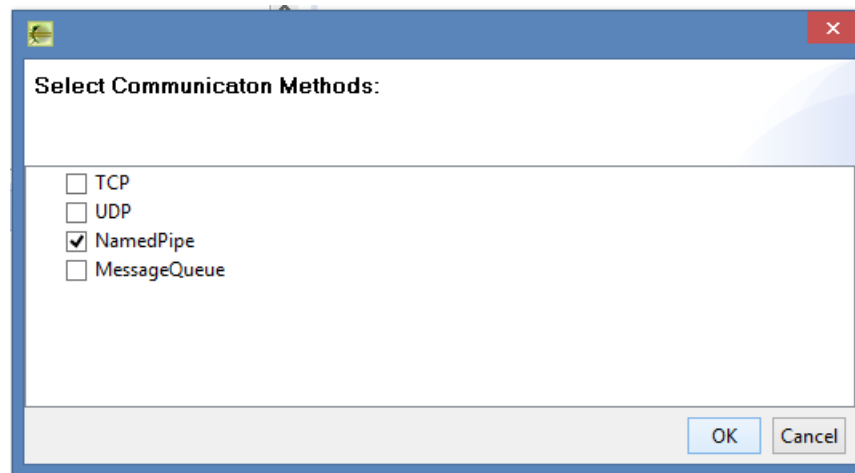 Select Communicaton Methods:
TCP
UDP
NamedPipe
MessageQueue
OK Cancel